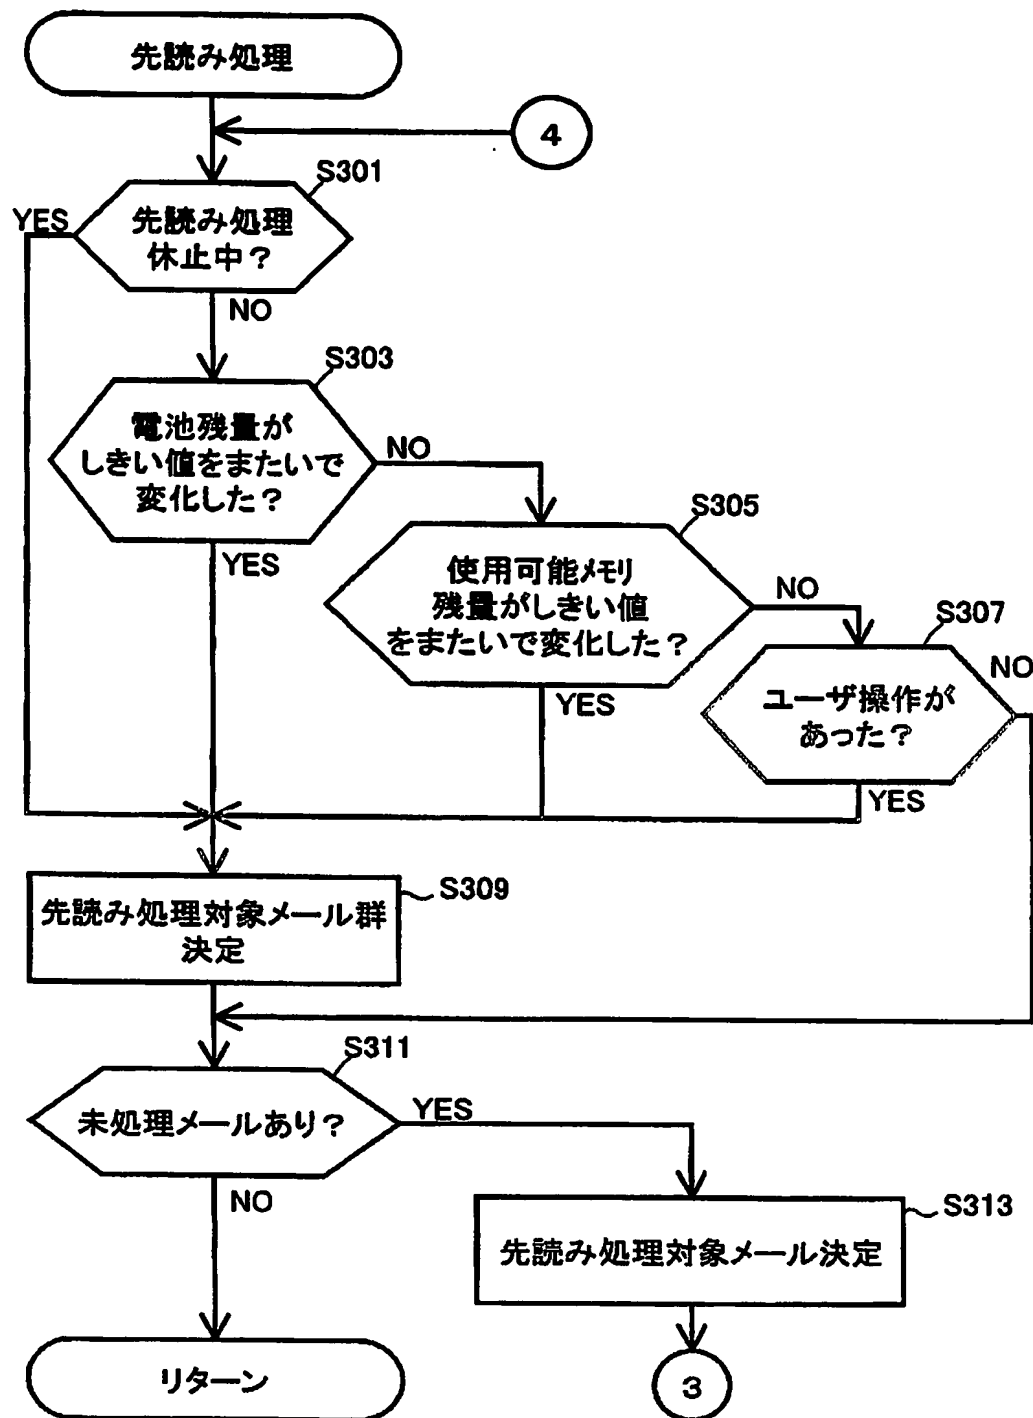 先読み処理
4
S301
YES
先読み処理
休止中？
NO
S303
電池残量が
しきい値をまたいで
変化した？
NO
YES
S305
使用可能メモリ
残量がしきい値
をまたいで変化した？
NO
YES
S307
ユーザ操作が
あった？
NO
YES
S309
先読み処理対象メール群
決定
S311
未処理メールあり？
YES
NO
S313
先読み処理対象メール決定
リターン
3